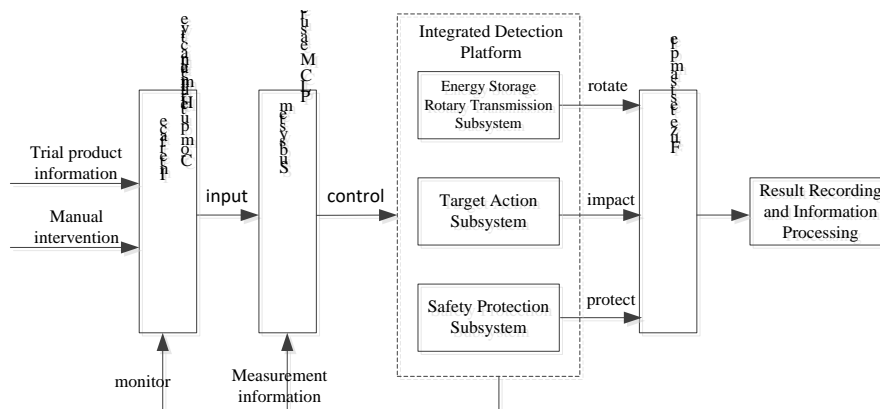 Integrated Detection
Platform
Energy Storage
Rotary Transmission
Subsystem
rotate
Trial product
information
Manual
intervention
input
control
Target Action
Subsystem
impact
Result Recording
and Information
Processing
Safety Protection
Subsystem
protect
monitor
Measurement
information